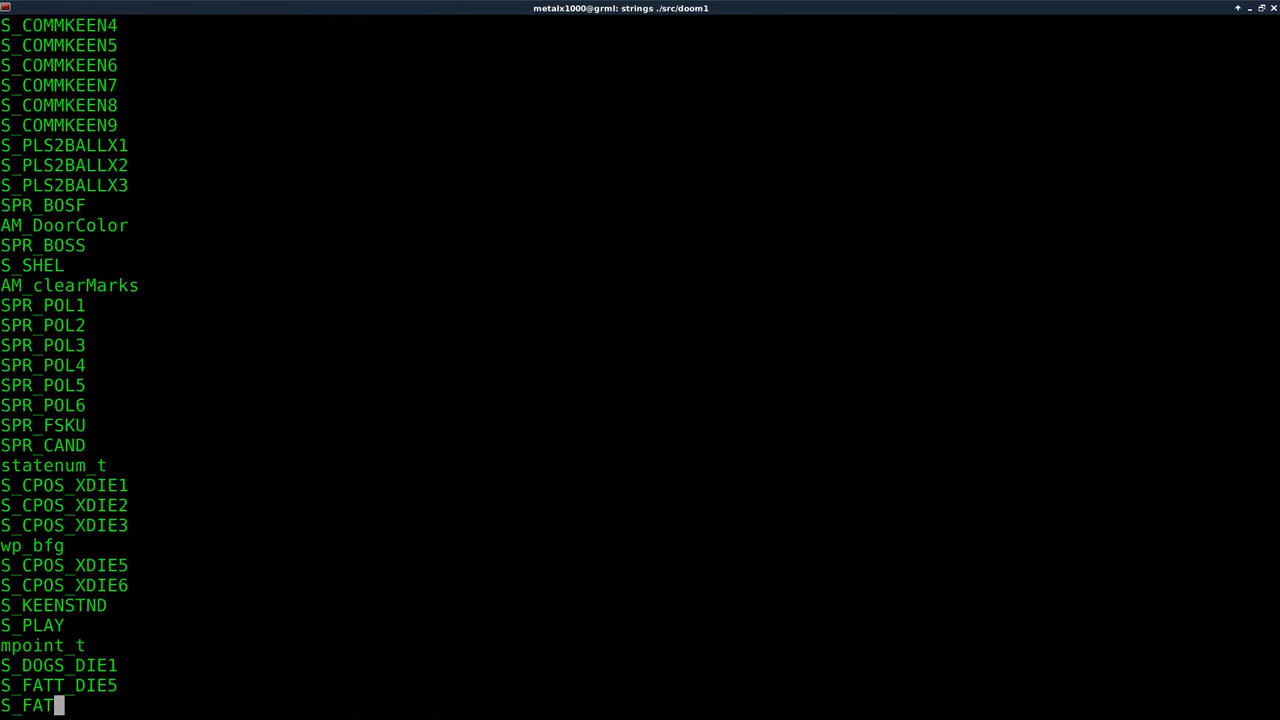 metalx1000@grml: strings ./src/doom1
S_COMMKEEN4
S_COMMKEEN5
S_COMMKEEN6
S_COMMKEEN7
S_COMMKEEN8
S_COMMKEEN9
S_PLS2BALLX1
S_PLS2BALLX2
S_PLS2BALLX3
SPR_BOSF
AM_DoorColor
SPR_BOSS
S_SHEL
AM_clearMarks
SPR_POL1
SPR_POL2
SPR_POL3
SPR_POL4
SPR_POL5
SPR_POL6
SPR_FSKU
SPR_CAND
statenum_t
S_CPOS_XDIE1
S_CPOS_XDIE2
S_CPOS_XDIE3
wp_bfg
S_CPOS_XDIE5
S_CPOS_XDIE6
S_KEENSTND
S_PLAY
mpoint_t
S_DOGS_DIE1
S_FATT_DIE5
S_FAT